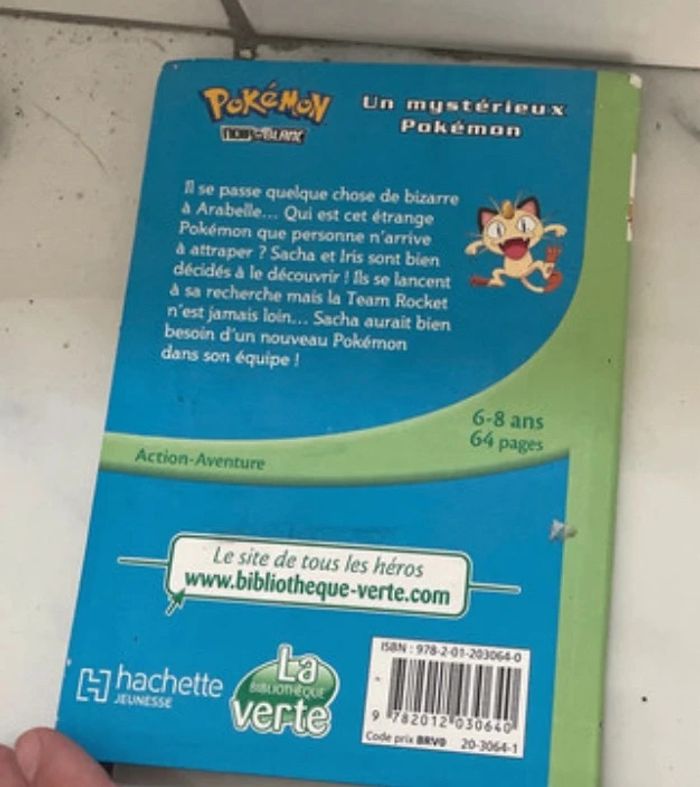 POKéMON
NOIR & BLANC
Un mystérieux
Pokémon
Il se passe quelque chose de bizarre
à Arabelle... Qui est cet étrange
Pokémon que personne n'arrive
à attraper ? Sacha et Iris sont bien
décidés à le découvrir ! Ils se lancent
à sa recherche mais la Team Rocket
n'est jamais loin... Sacha aurait bien
besoin d'un nouveau Pokémon
dans son équipe !
6-8 ans
64 pages
Action-Aventure
Le site de tous les héros
www.bibliotheque-verte.com
hachette
JEUNESSE
La
BIBLIOTHÈQUE
verte
ISBN : 978-2-01-203064-0
9 782012 030640
Code prix BRV0 20-3064-1